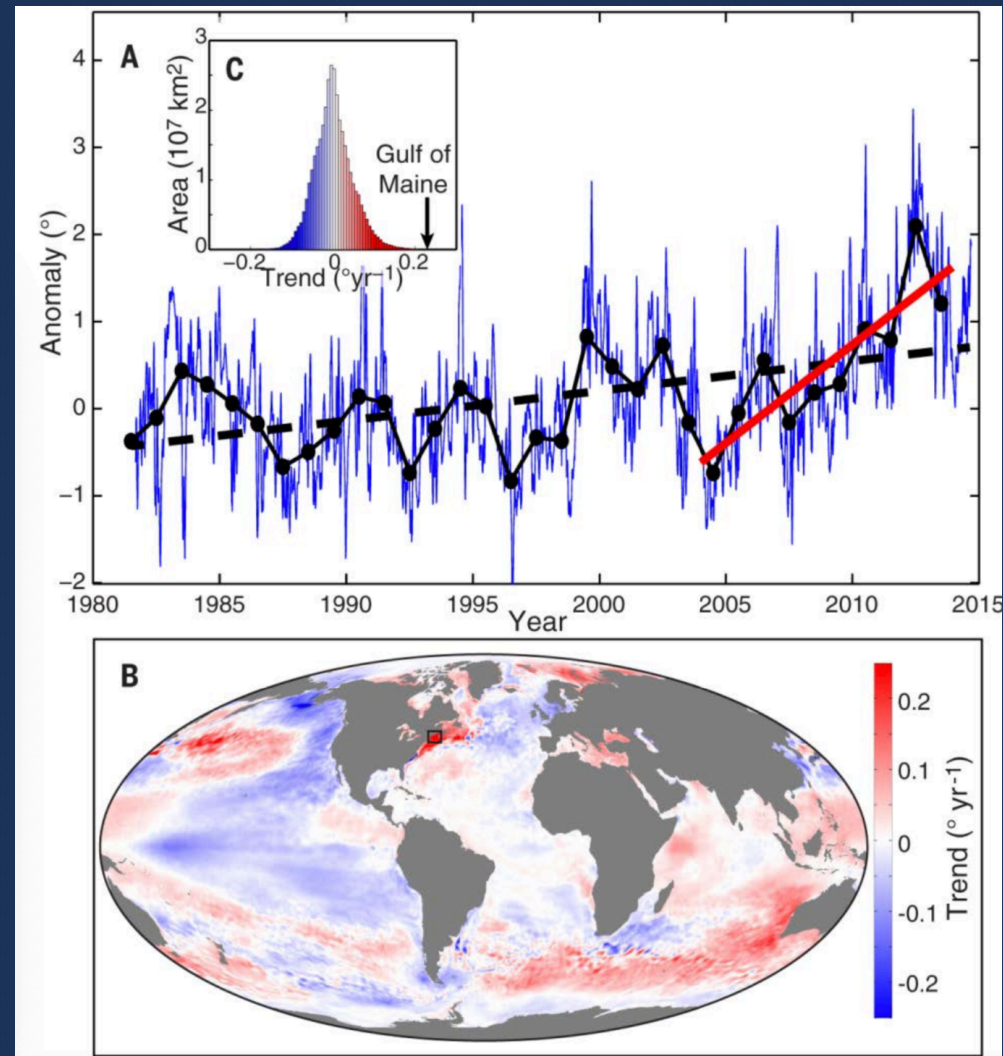 A
C
Area (10⁷ km²)
3
2
1
0
−0.2
0
0.2
Trend (°yr⁻¹)
Gulf of
Maine
Anomaly (°)
4
3
2
1
0
−1
−2
1980
1985
1990
1995
2000
2005
2010
2015
Year
B
0.2
0.1
0
-0.1
-0.2
Trend (° yr⁻¹)